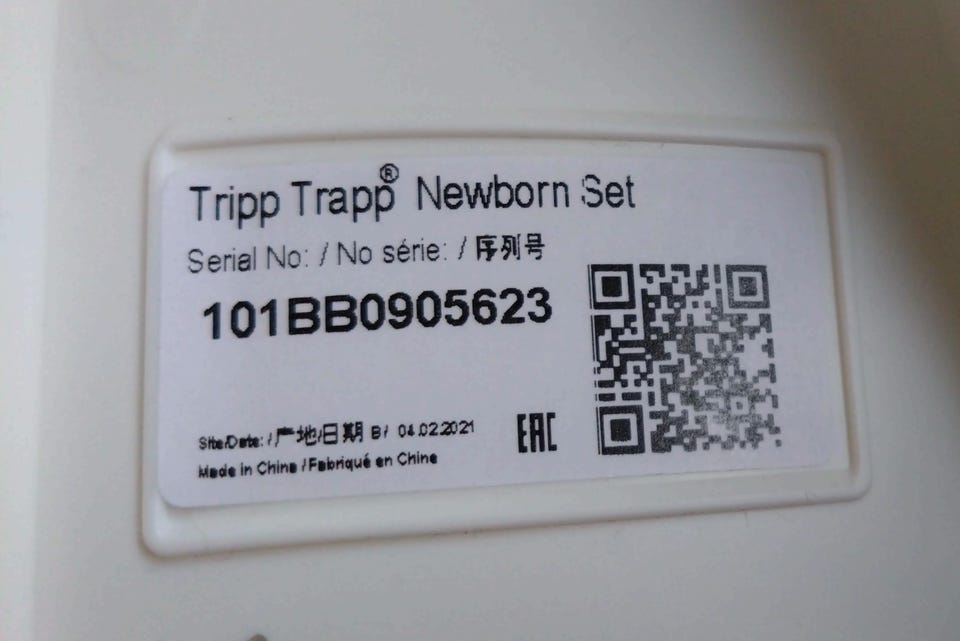 Tripp Trapp® Newborn Set
Serial No: / No série: / 序列号
101BB0905623
Site/Date: / 产地/日期 B/ 04.02.2021
EAC
Made in China / Fabriqué en Chine